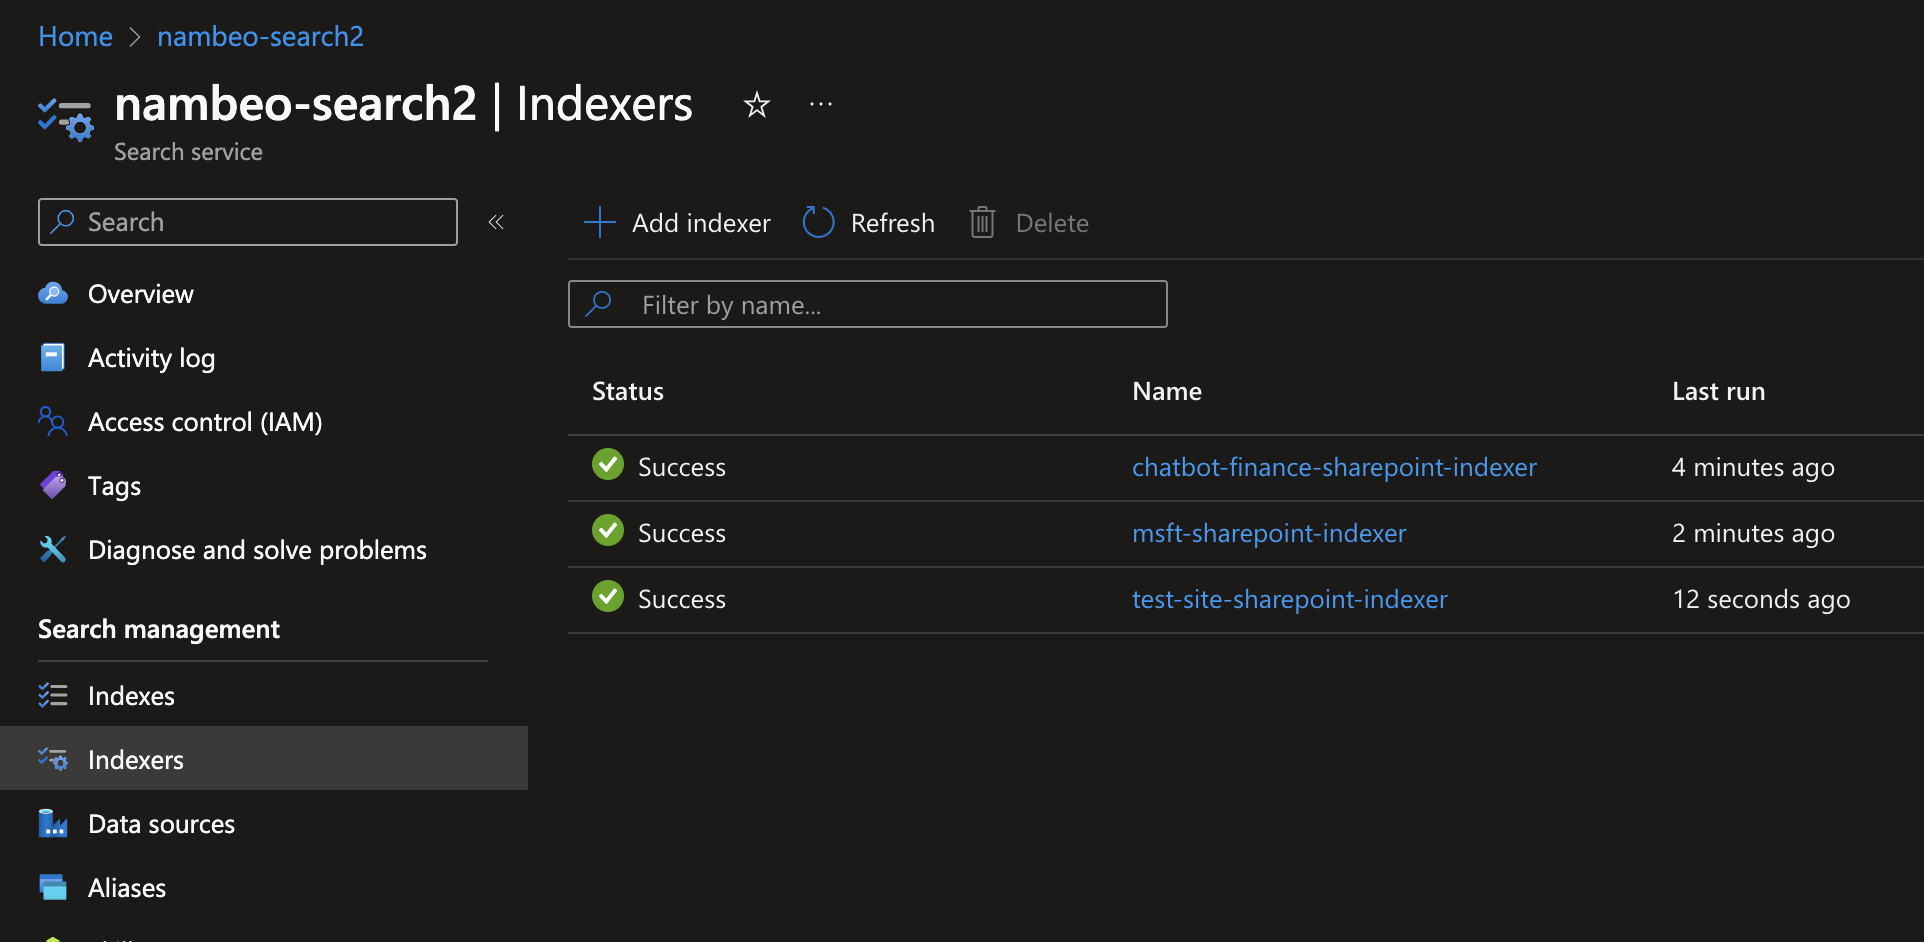 Home > nambeo-search2
nambeo-search2 | Indexers
Search service
Search
Overview
Activity log
Access control (IAM)
Tags
Diagnose and solve problems
Search management
Indexes
Indexers
Data sources
Aliases
Add indexer Refresh Delete
Filter by name...
Status Name Last run
Success chatbot-finance-sharepoint-indexer 4 minutes ago
Success msft-sharepoint-indexer 2 minutes ago
Success test-site-sharepoint-indexer 12 seconds ago